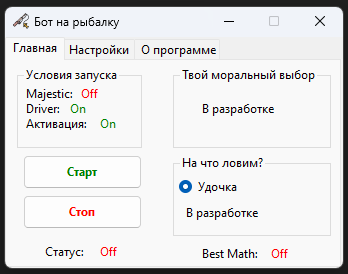 Бот на рыбалку
Главная Настройки О программе
Условия запуска
Majestic: Off
Driver: On
Активация: On
Твой моральный выбор
В разработке
Старт
Стоп
На что ловим?
Удочка
В разработке
Статус: Off
Best Math: Off